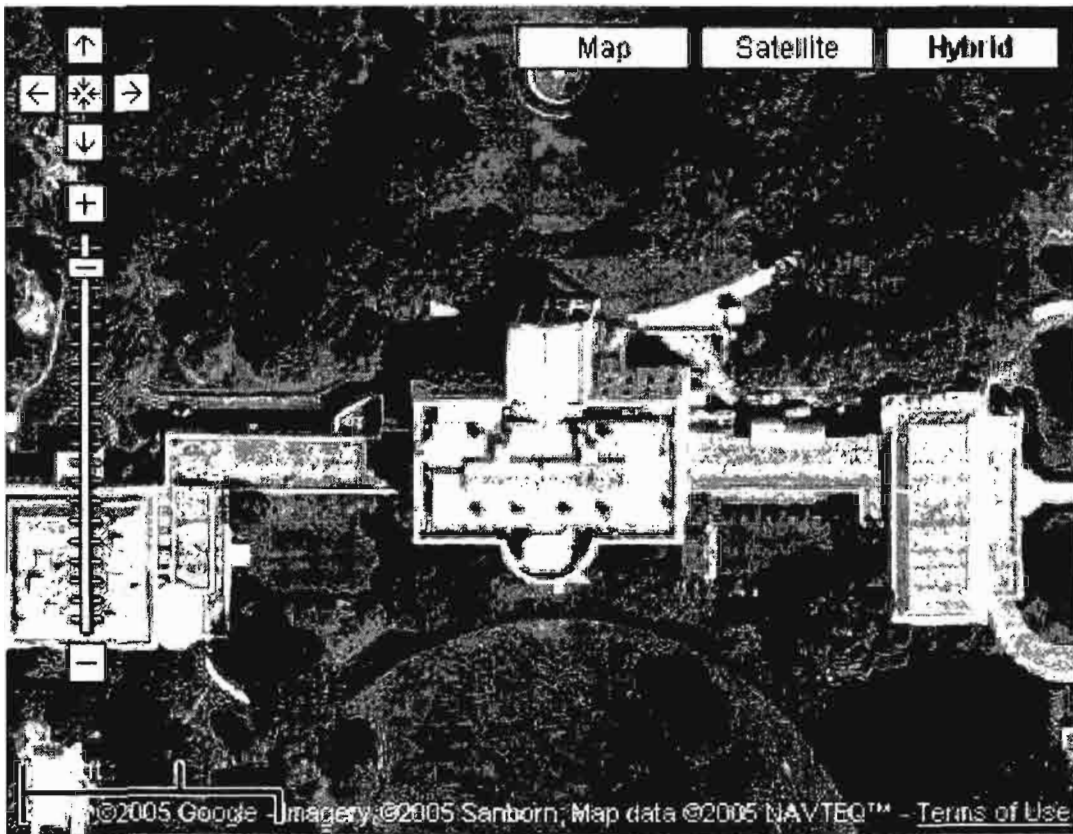 Map
Satellite
Hybrid
©2005 Google - Imagery ©2005 Sanborn, Map data ©2005 NAVTEQ™ - Terms of Use